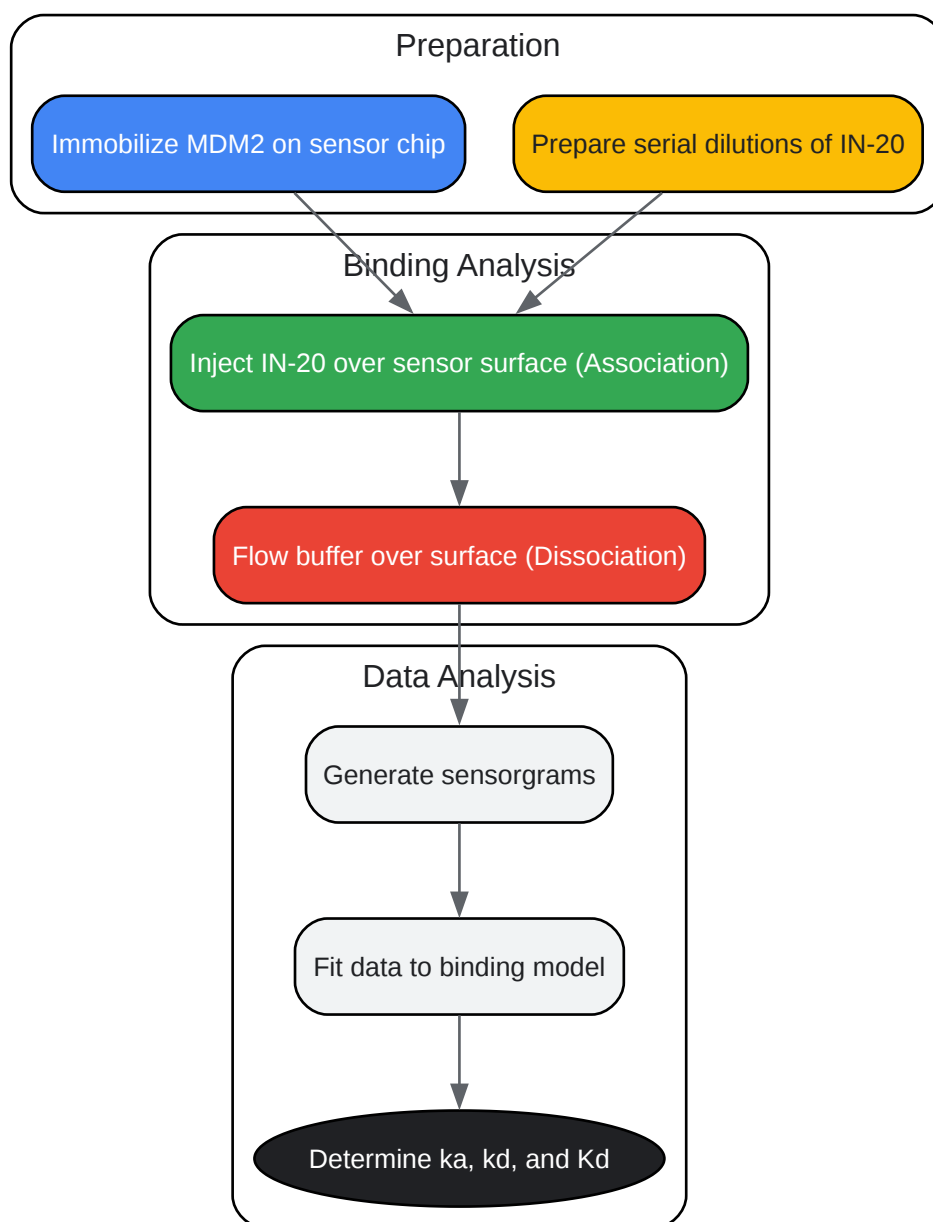 Preparation
Immobilize MDM2 on sensor chip
Prepare serial dilutions of IN-20
Binding Analysis
Inject IN-20 over sensor surface (Association)
Flow buffer over surface (Dissociation)
Data Analysis
Generate sensorgrams
Fit data to binding model
Determine ka, kd, and Kd